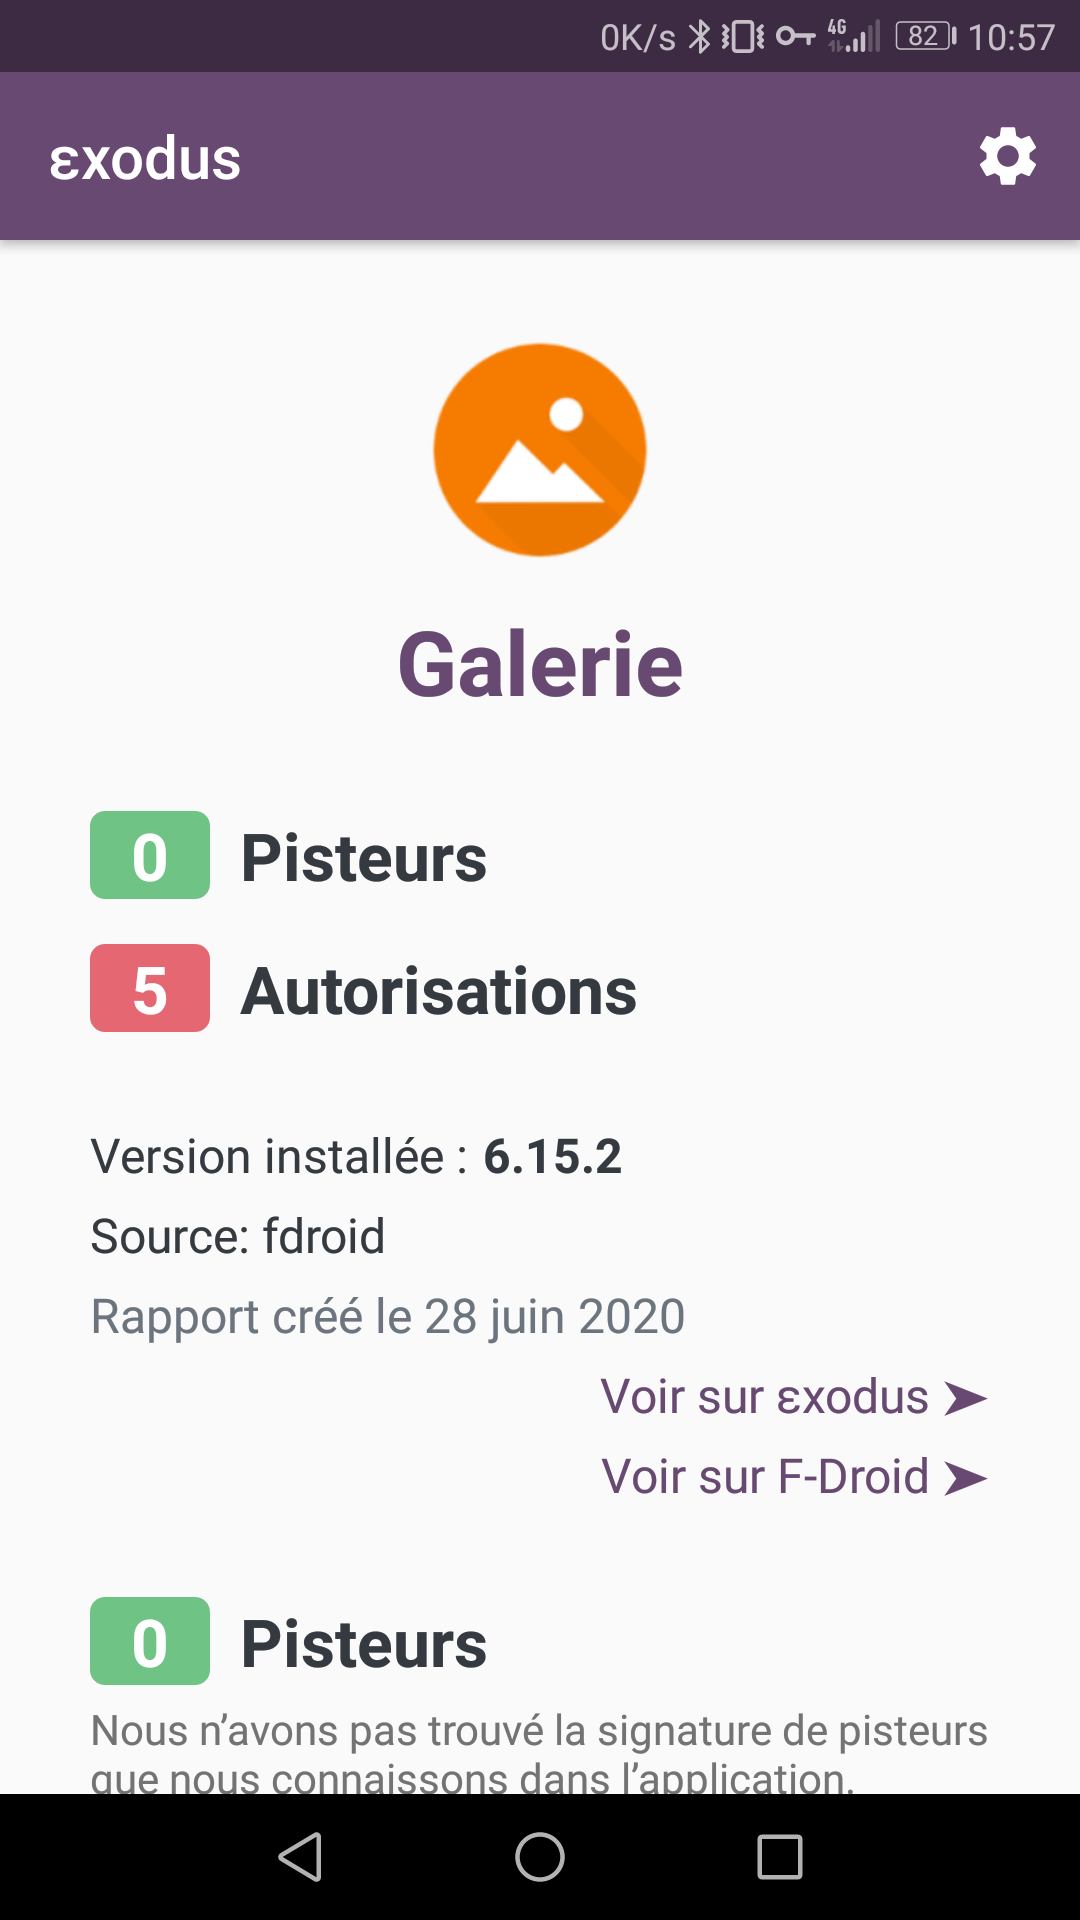 0K/s 4G 82 10:57
εxodus
Galerie
0 Pisteurs
5 Autorisations
Version installée : 6.15.2
Source: fdroid
Rapport créé le 28 juin 2020
Voir sur εxodus ➤
Voir sur F-Droid ➤
0 Pisteurs
Nous n’avons pas trouvé la signature de pisteurs
que nous connaissons dans l’application.